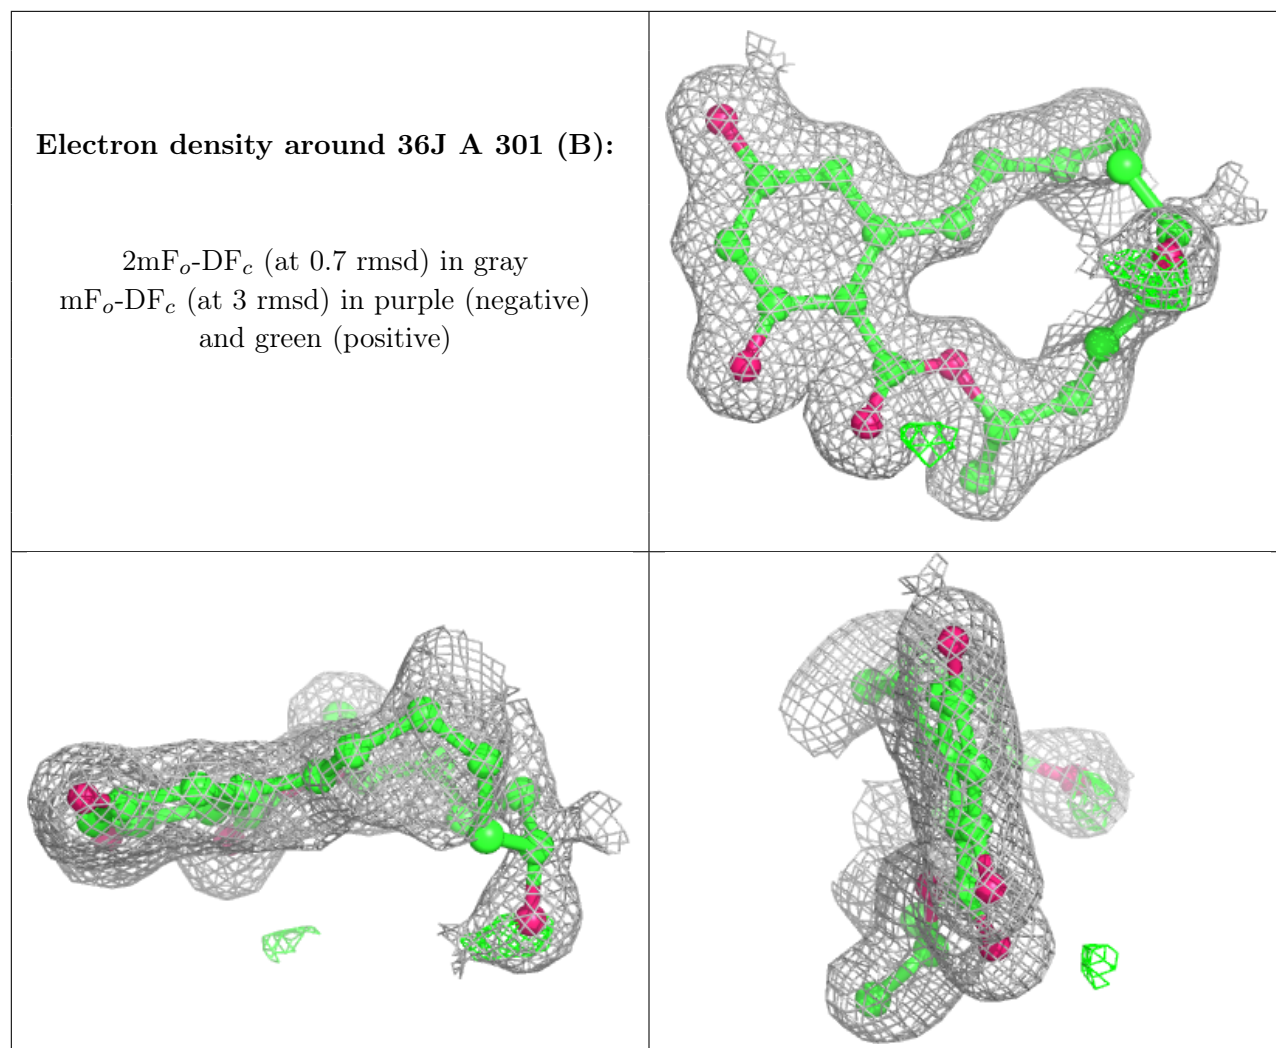 Electron density around 36J A 301 (B):
2mFo-DFc (at 0.7 rmsd) in gray
mFo-DFc (at 3 rmsd) in purple (negative)
and green (positive)